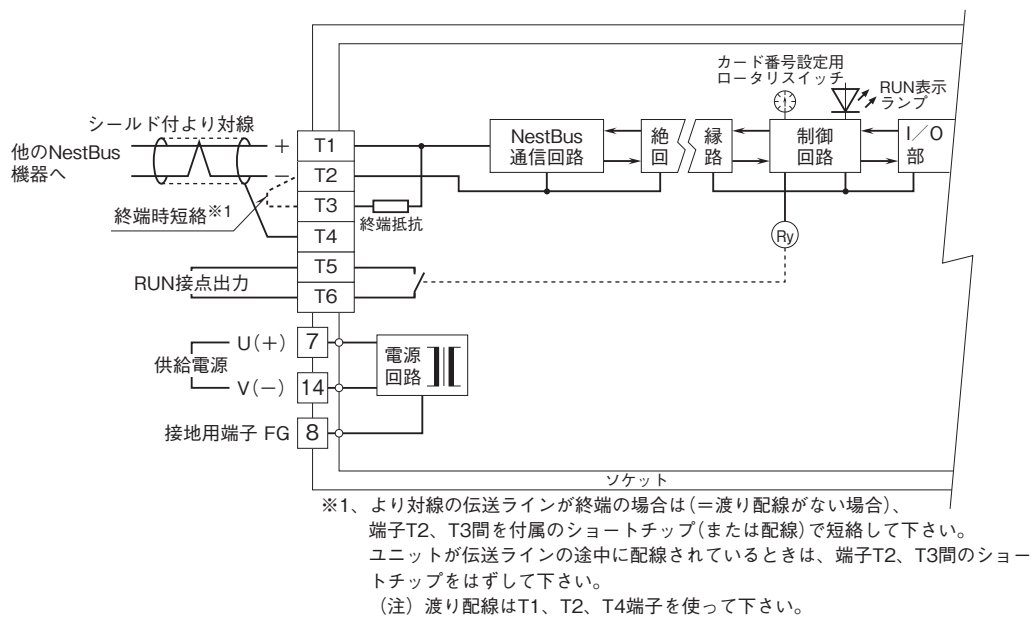 カード番号設定用
ロータリスイッチ
RUN表示
ランプ
シールド付より対線
他のNestBus
機器へ
+
−
終端時短絡※1
T1
T2
T3
T4
T5
T6
終端抵抗
NestBus
通信回路
絶
回
縁
路
制御
回路
I/O
部
Ry
RUN接点出力
供給電源
U(+)
V(−)
7
14
8
電源
回路
接地用端子 FG
ソケット
※1、より対線の伝送ラインが終端の場合は(=渡り配線がない場合)、
端子T2、T3間を付属のショートチップ(または配線)で短絡して下さい。
ユニットが伝送ラインの途中に配線されているときは、端子T2、T3間のショー
トチップをはずして下さい。
(注) 渡り配線はT1、T2、T4端子を使って下さい。